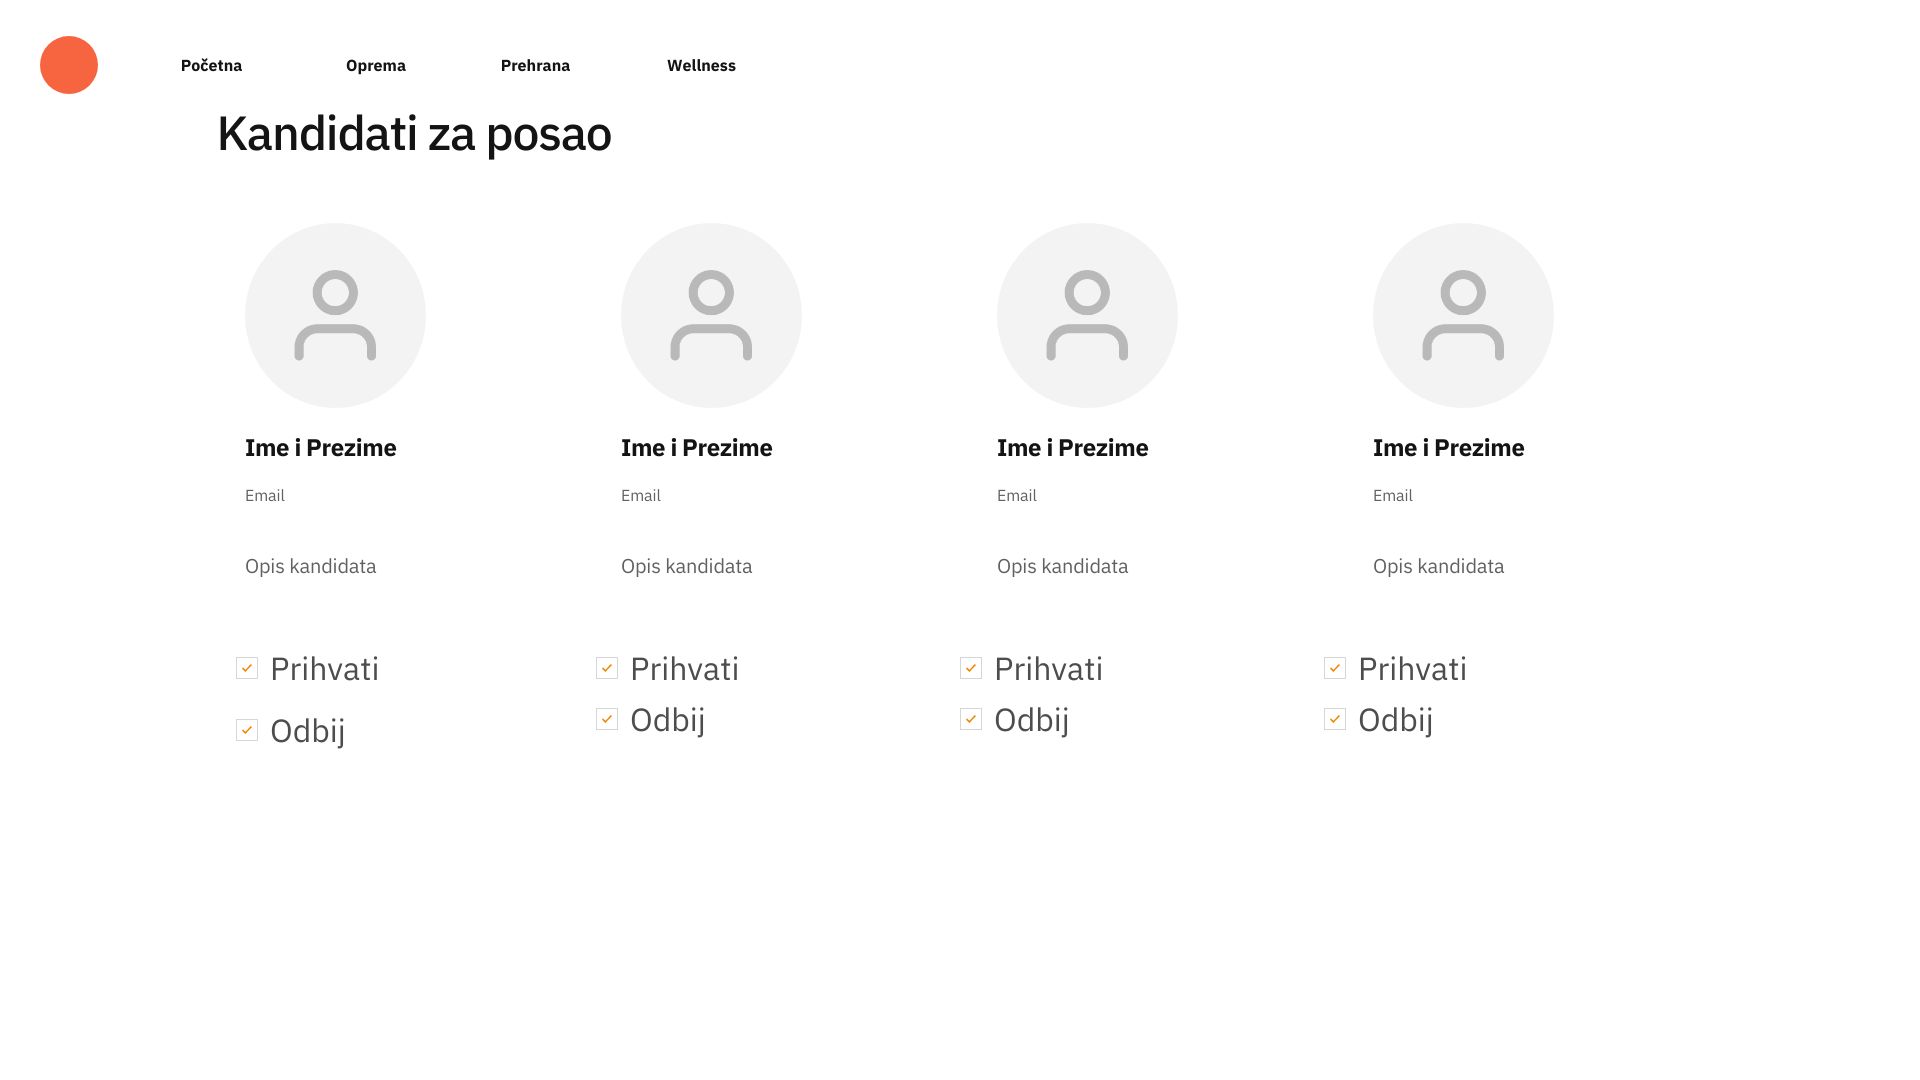 Početna Oprema Prehrana Wellness
Kandidati za posao
Ime i Prezime
Email
Opis kandidata
Prihvati
Odbij
Ime i Prezime
Email
Opis kandidata
Prihvati
Odbij
Ime i Prezime
Email
Opis kandidata
Prihvati
Odbij
Ime i Prezime
Email
Opis kandidata
Prihvati
Odbij